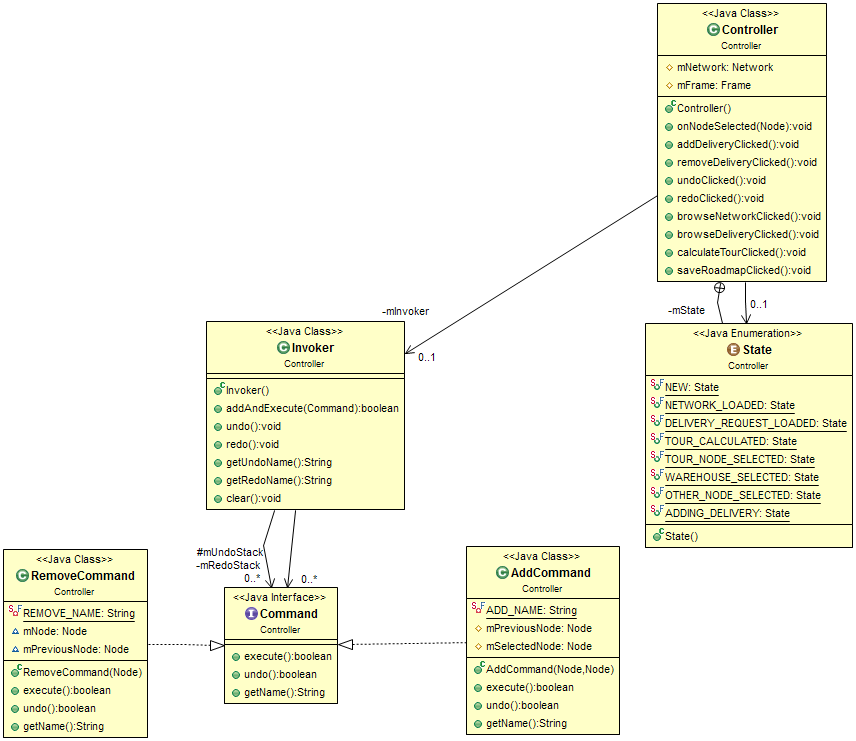 <<Java Class>>
Controller
Controller
mNetwork: Network
mFrame: Frame
Controller()
onNodeSelected(Node):void
addDeliveryClicked():void
removeDeliveryClicked():void
undoClicked():void
redoClicked():void
browseNetworkClicked():void
browseDeliveryClicked():void
calculateTourClicked():void
saveRoadmapClicked():void
-mInvoker
0..1
-mState
0..1
<<Java Class>>
Invoker
Controller
Invoker()
addAndExecute(Command):boolean
undo():void
redo():void
getUndoName():String
getRedoName():String
clear():void
<<Java Enumeration>>
State
Controller
NEW: State
NETWORK_LOADED: State
DELIVERY_REQUEST_LOADED: State
TOUR_CALCULATED: State
TOUR_NODE_SELECTED: State
WAREHOUSE_SELECTED: State
OTHER_NODE_SELECTED: State
ADDING_DELIVERY: State
State()
#mUndoStack
-mRedoStack
0..*
0..*
<<Java Class>>
RemoveCommand
Controller
REMOVE_NAME: String
mNode: Node
mPreviousNode: Node
RemoveCommand(Node)
execute():boolean
undo():boolean
getName():String
<<Java Interface>>
Command
Controller
execute():boolean
undo():boolean
getName():String
<<Java Class>>
AddCommand
Controller
ADD_NAME: String
mPreviousNode: Node
mSelectedNode: Node
AddCommand(Node,Node)
execute():boolean
undo():boolean
getName():String